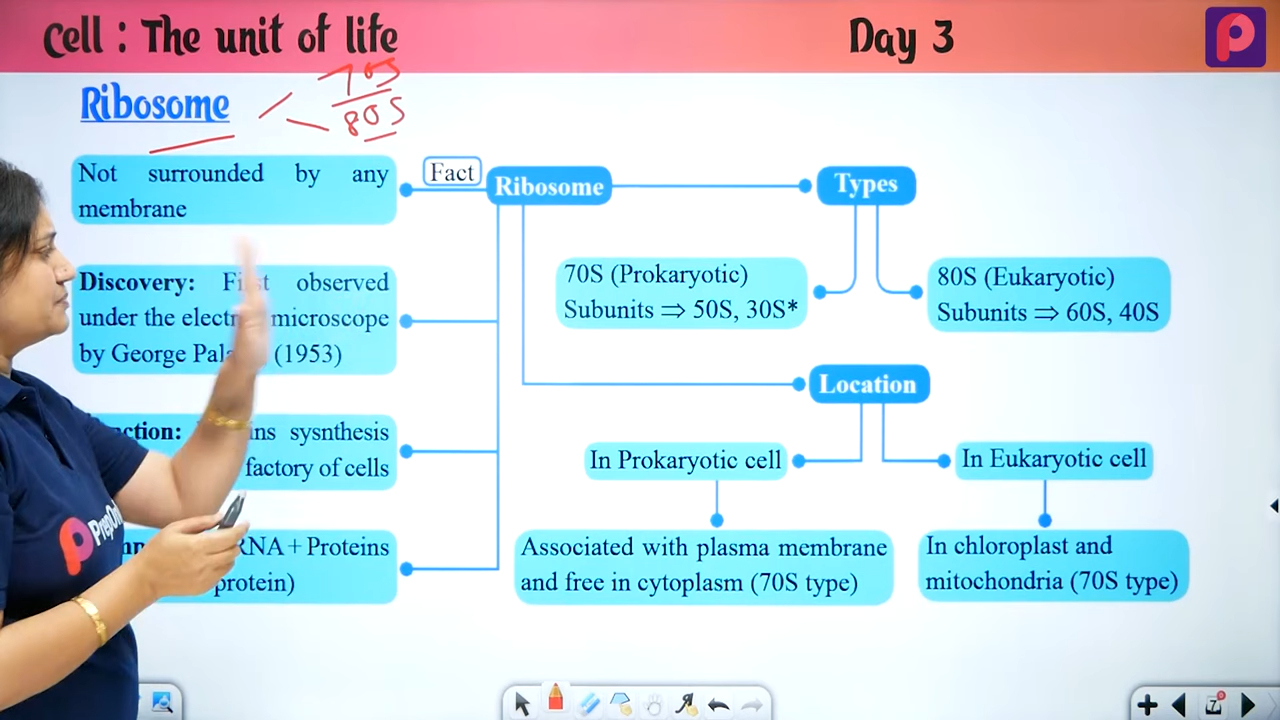 Cell : The unit of life
Day 3
Ribosome
70S
80S
Not surrounded by any
membrane
Fact
Ribosome
Types
Discovery: First observed
under the electron microscope
by George (1953)
70S (Prokaryotic)
Subunits ⇒ 50S, 30S*
80S (Eukaryotic)
Subunits ⇒ 60S, 40S
Location
sysnthesis
factory of cells
In Prokaryotic cell
In Eukaryotic cell
+ Proteins
Associated with plasma membrane
and free in cytoplasm (70S type)
In chloroplast and
mitochondria (70S type)
7